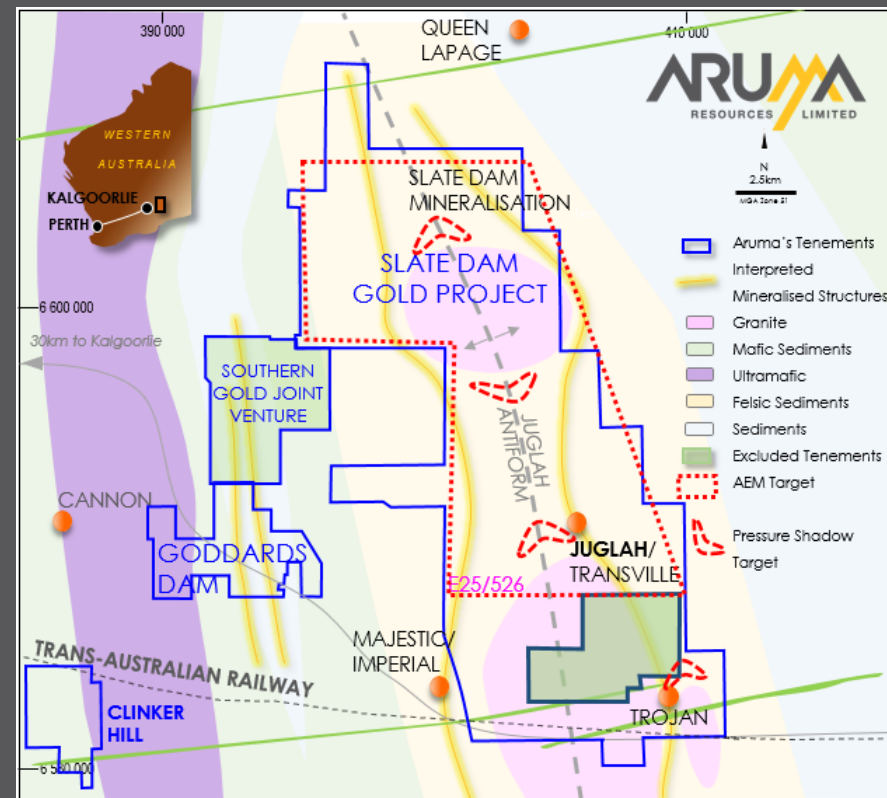 390 000
QUEEN
LAPAGE
410 000
ARUMA
RESOURCES LIMITED
WESTERN
AUSTRALIA
KALGOORLIE
PERTH
N
2.5km
MGA Zone 51
SLATE DAM
MINERALISATION
SLATE DAM
GOLD PROJECT
Aruma's Tenements
Interpreted
Mineralised Structures
Granite
Mafic Sediments
Ultramafic
Felsic Sediments
Sediments
Excluded Tenements
AEM Target
Pressure Shadow
Target
6 600 000
30km to Kalgoorlie
SOUTHERN
GOLD JOINT
VENTURE
JUGLAH
ANTIFORM
CANNON
GODDARDS
DAM
JUGLAH/
TRANSVILLE
E25/526
MAJESTIC/
IMPERIAL
TRANS-AUSTRALIAN RAILWAY
CLINKER
HILL
TROJAN